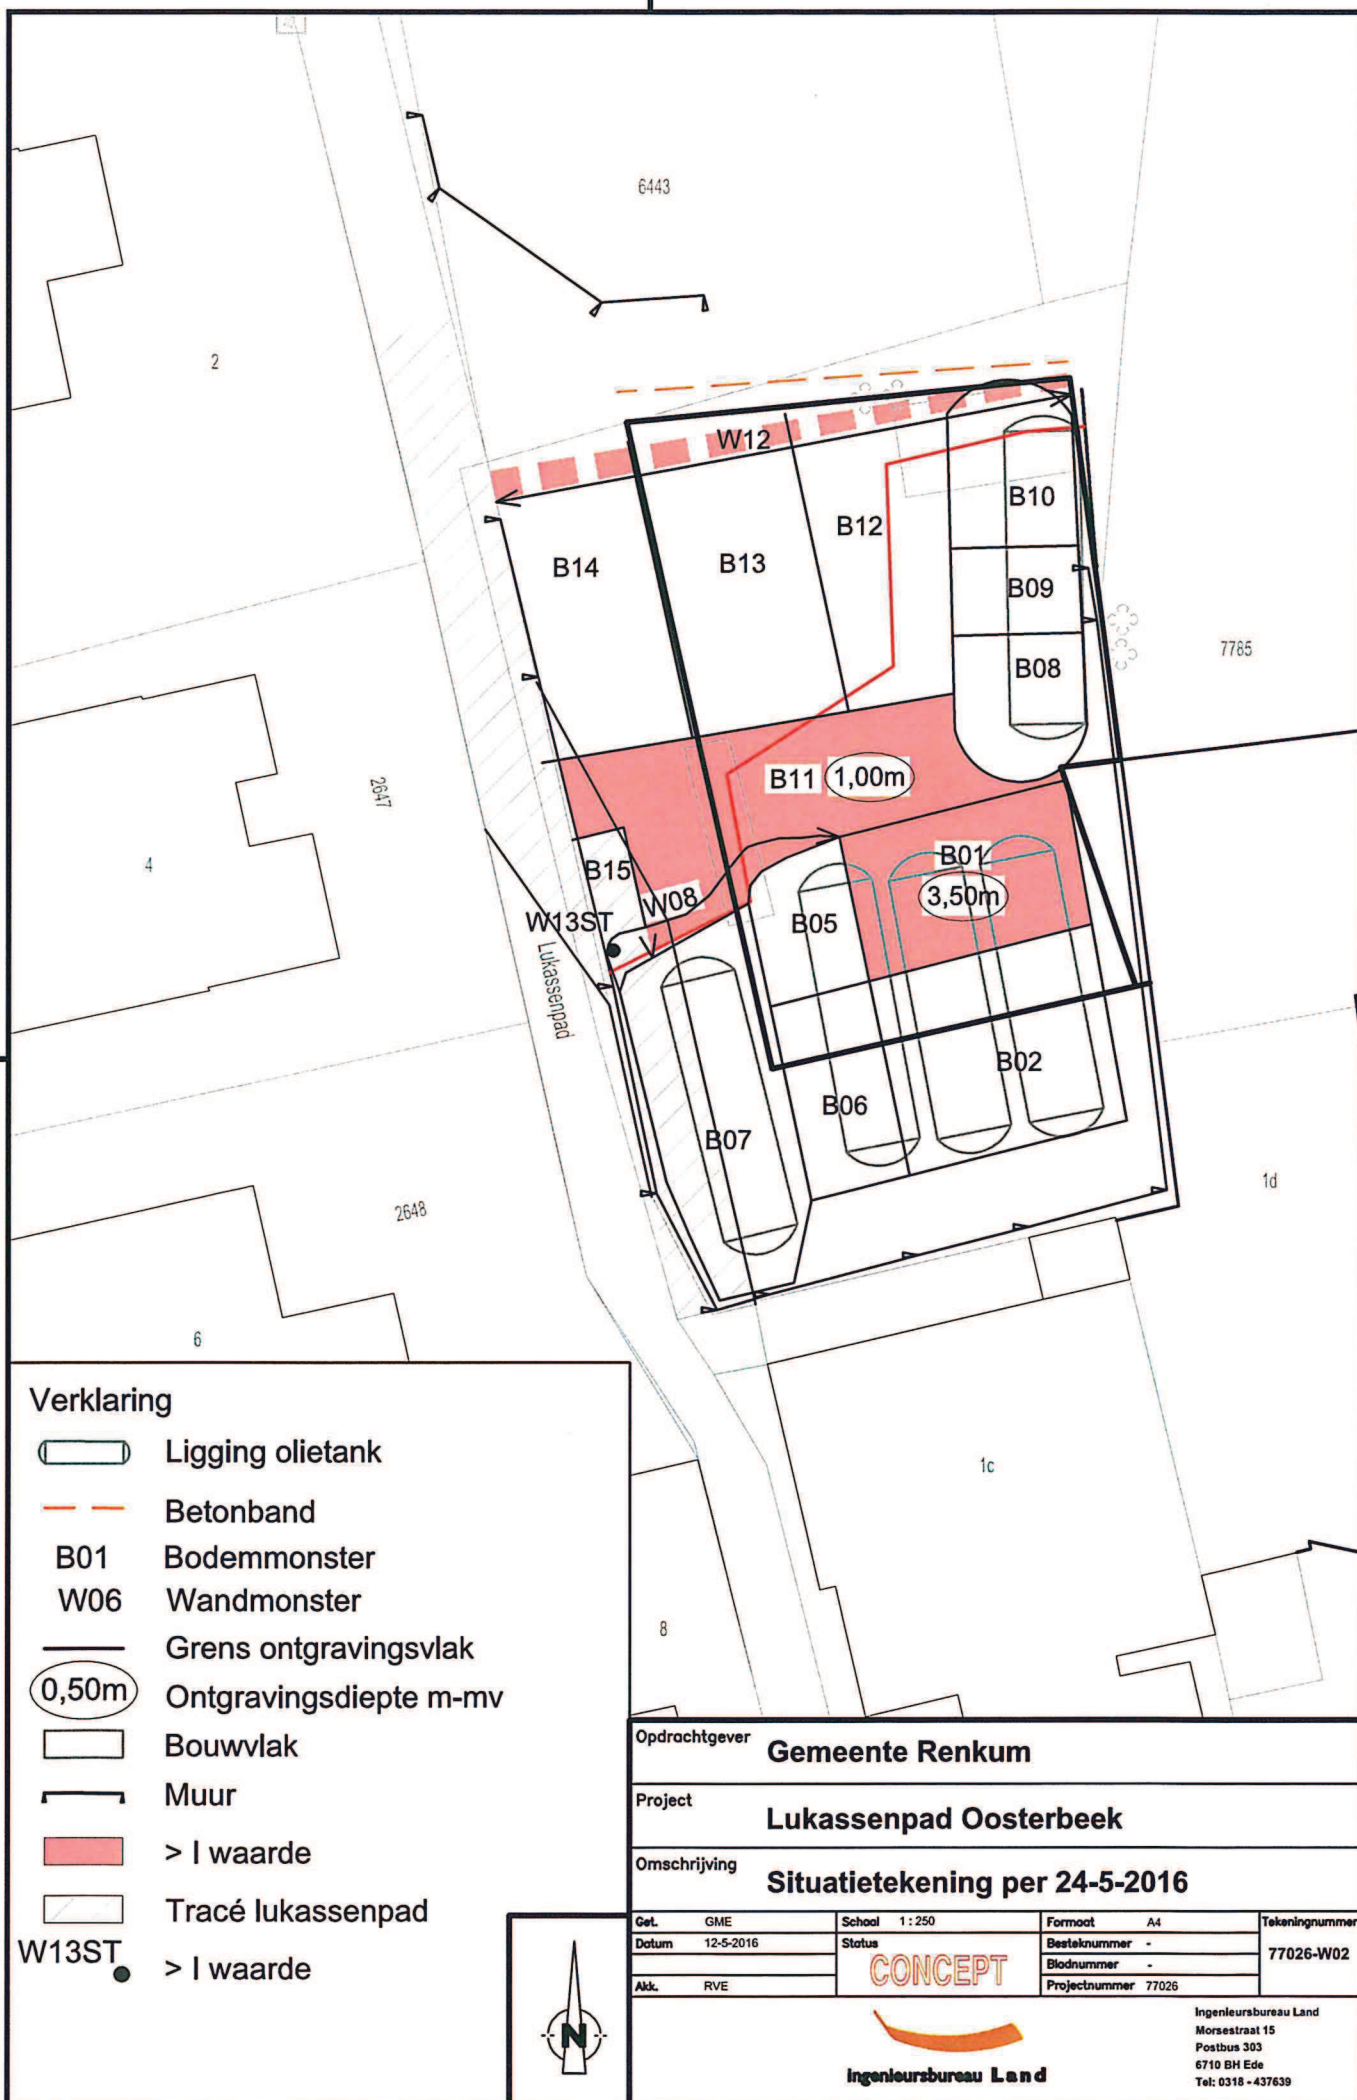 6443
2
W12
B10
B12
B14
B13
B09
7785
B08
B11
1,00m
2647
4
B15
B01
W08
3,50m
W13ST
B05
Lukassenpad
B02
B06
B07
1d
2648
6
1c
8
Verklaring
Ligging olietank
Betonband
B01 Bodemmonster
W06 Wandmonster
Grens ontgravingsvlak
0,50m Ontgravingsdiepte m-mv
Bouwvlak
Muur
> I waarde
Tracé lukassenpad
W13ST > I waarde
N
Opdrachtgever Gemeente Renkum
Project Lukassenpad Oosterbeek
Omschrijving Situatietekening per 24-5-2016
Get. GME Schaal 1 : 250 Formaat A4 Tekeningnummer
Datum 12-5-2016 Status CONCEPT Besteknummer - 77026-W02
Bladnummer -
Akk. RVE Projectnummer 77026
Ingenieursbureau Land
Ingenieursbureau Land
Morsestraat 15
Postbus 303
6710 BH Ede
Tel: 0318 - 437639